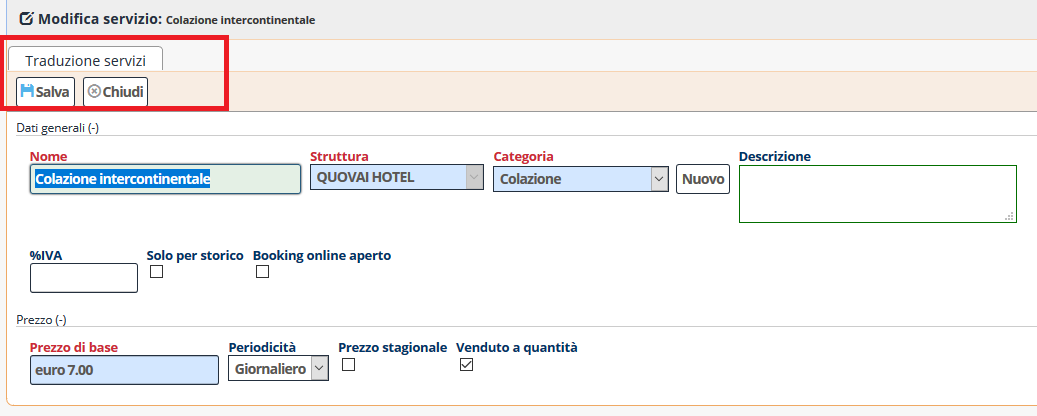 Modifica servizio: Colazione intercontinentale
Traduzione servizi
Salva Chiudi
Dati generali (-)
Nome Struttura Categoria Descrizione
Colazione intercontinentale QUOVAI HOTEL Colazione Nuovo
%IVA Solo per storico Booking online aperto
Prezzo (-)
Prezzo di base Periodicità Prezzo stagionale Venduto a quantità
euro 7.00 Giornaliero